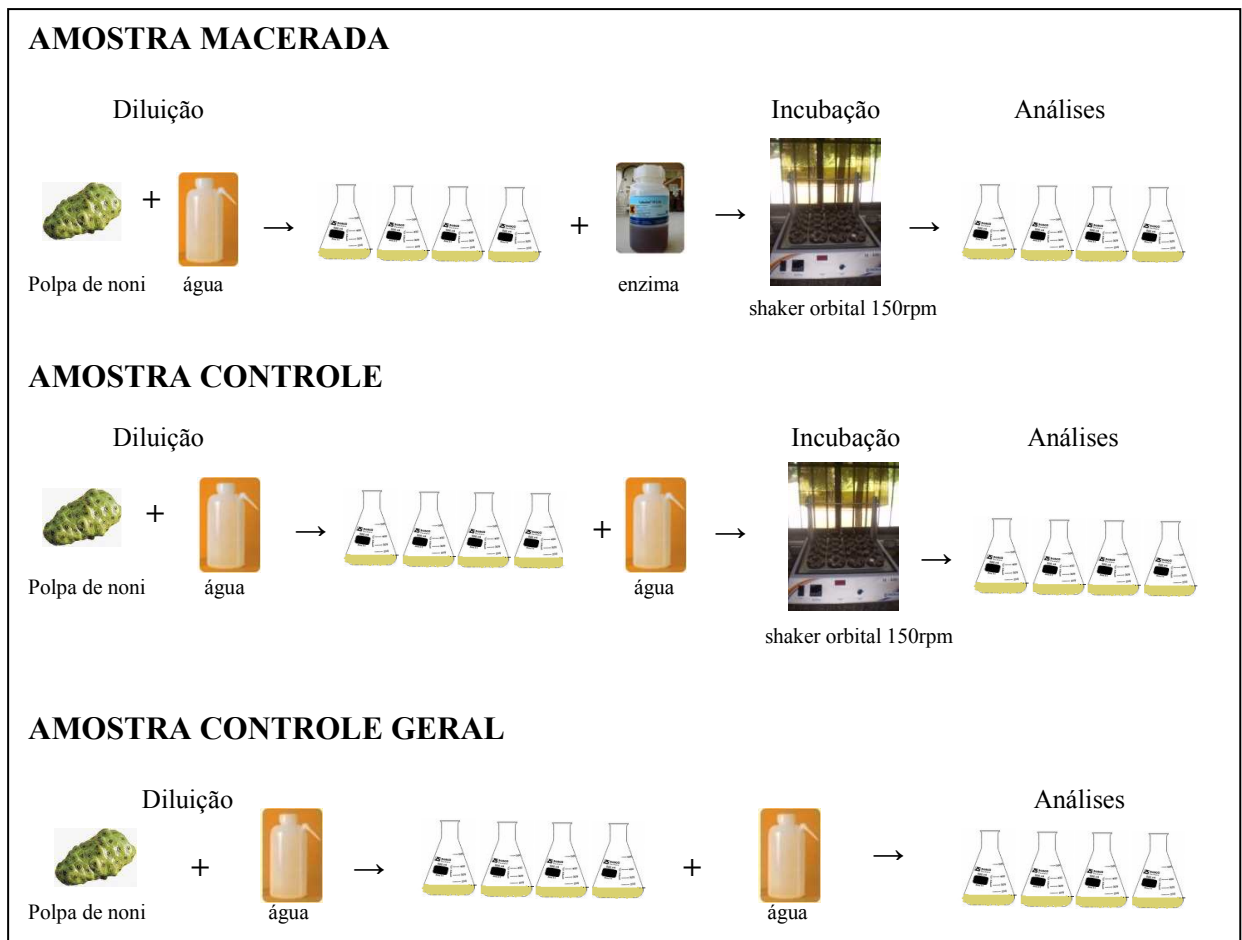 AMOSTRA MACERADA
Diluição Incubação Análises
Polpa de noni água enzima shaker orbital 150rpm
AMOSTRA CONTROLE
Diluição Incubação Análises
Polpa de noni água água
shaker orbital 150rpm
AMOSTRA CONTROLE GERAL
Diluição Análises
Polpa de noni água água